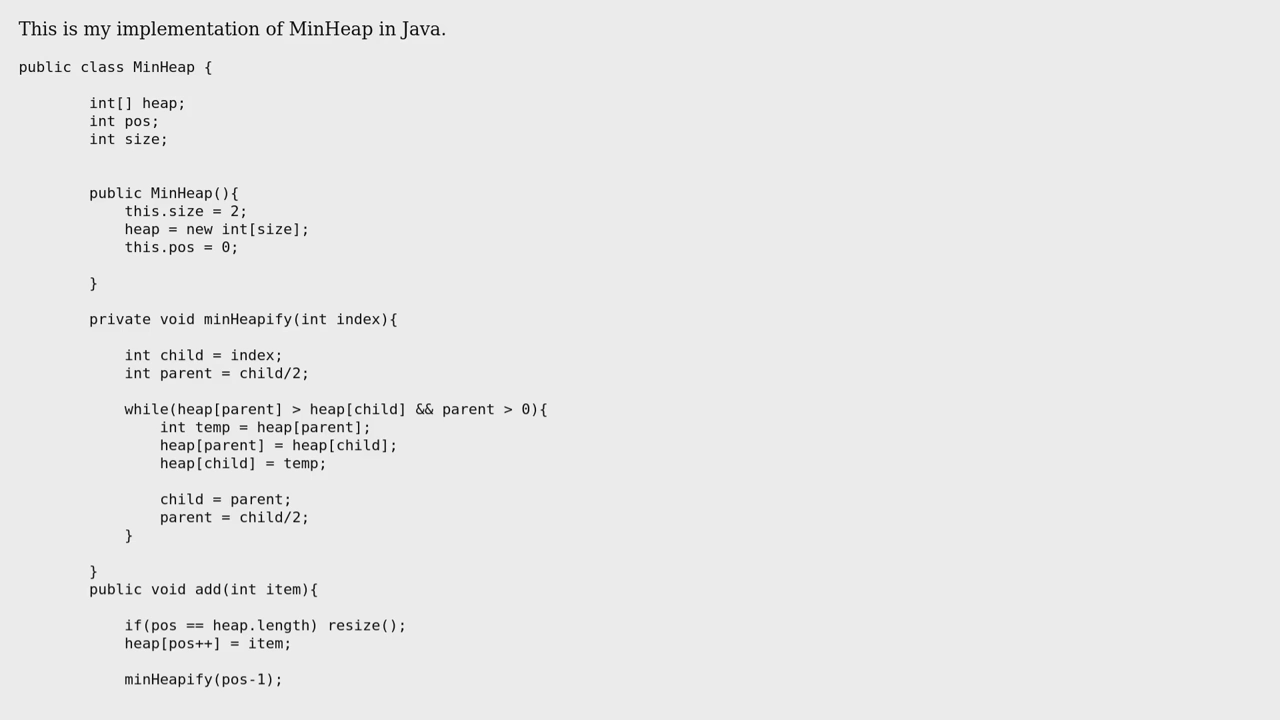 This is my implementation of MinHeap in Java.
public class MinHeap {
int[] heap;
int pos;
int size;
public MinHeap(){
this.size = 2;
heap = new int[size];
this.pos = 0;
}
private void minHeapify(int index){
int child = index;
int parent = child/2;
while(heap[parent] > heap[child] && parent > 0){
int temp = heap[parent];
heap[parent] = heap[child];
heap[child] = temp;
child = parent;
parent = child/2;
}
}
public void add(int item){
if(pos == heap.length) resize();
heap[pos++] = item;
minHeapify(pos-1);